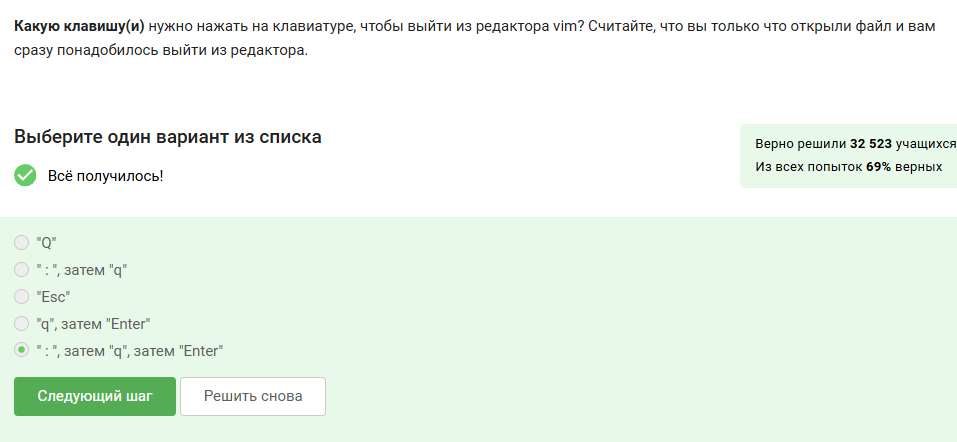 Какую клавишу(и) нужно нажать на клавиатуре, чтобы выйти из редактора vim? Считайте, что вы только что открыли файл и вам
сразу понадобилось выйти из редактора.
Выберите один вариант из списка
Верно решили 32 523 учащихся
Из всех попыток 69% верных
Всё получилось!
"Q"
" : ", затем "q"
"Esc"
"q", затем "Enter"
" : ", затем "q", затем "Enter"
Следующий шаг
Решить снова